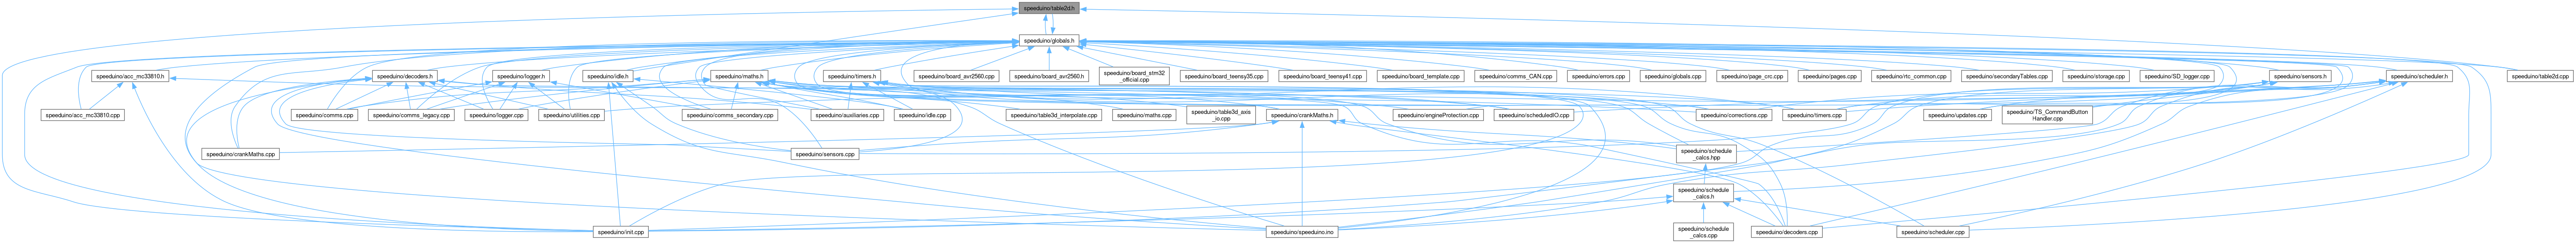 speeduino/table2d.h
speeduino/globals.h
speeduino/acc_mc33810.h
speeduino/decoders.h
speeduino/logger.h
speeduino/idle.h
speeduino/maths.h
speeduino/timers.h
speeduino/board_avr2560.cpp
speeduino/board_avr2560.h
speeduino/board_stm32
_official.cpp
speeduino/board_teensy35.cpp
speeduino/board_teensy41.cpp
speeduino/board_template.cpp
speeduino/comms_CAN.cpp
speeduino/errors.cpp
speeduino/globals.cpp
speeduino/page_crc.cpp
speeduino/pages.cpp
speeduino/rtc_common.cpp
speeduino/secondaryTables.cpp
speeduino/storage.cpp
speeduino/SD_logger.cpp
speeduino/sensors.h
speeduino/scheduler.h
speeduino/table2d.cpp
speeduino/acc_mc33810.cpp
speeduino/comms.cpp
speeduino/comms_legacy.cpp
speeduino/logger.cpp
speeduino/utilities.cpp
speeduino/comms_secondary.cpp
speeduino/auxiliaries.cpp
speeduino/idle.cpp
speeduino/table3d_interpolate.cpp
speeduino/maths.cpp
speeduino/table3d_axis
_io.cpp
speeduino/crankMaths.h
speeduino/engineProtection.cpp
speeduino/scheduledIO.cpp
speeduino/corrections.cpp
speeduino/timers.cpp
speeduino/updates.cpp
speeduino/TS_CommandButton
Handler.cpp
speeduino/crankMaths.cpp
speeduino/sensors.cpp
speeduino/schedule
_calcs.hpp
speeduino/schedule
_calcs.h
speeduino/init.cpp
speeduino/speeduino.ino
speeduino/schedule
_calcs.cpp
speeduino/decoders.cpp
speeduino/scheduler.cpp